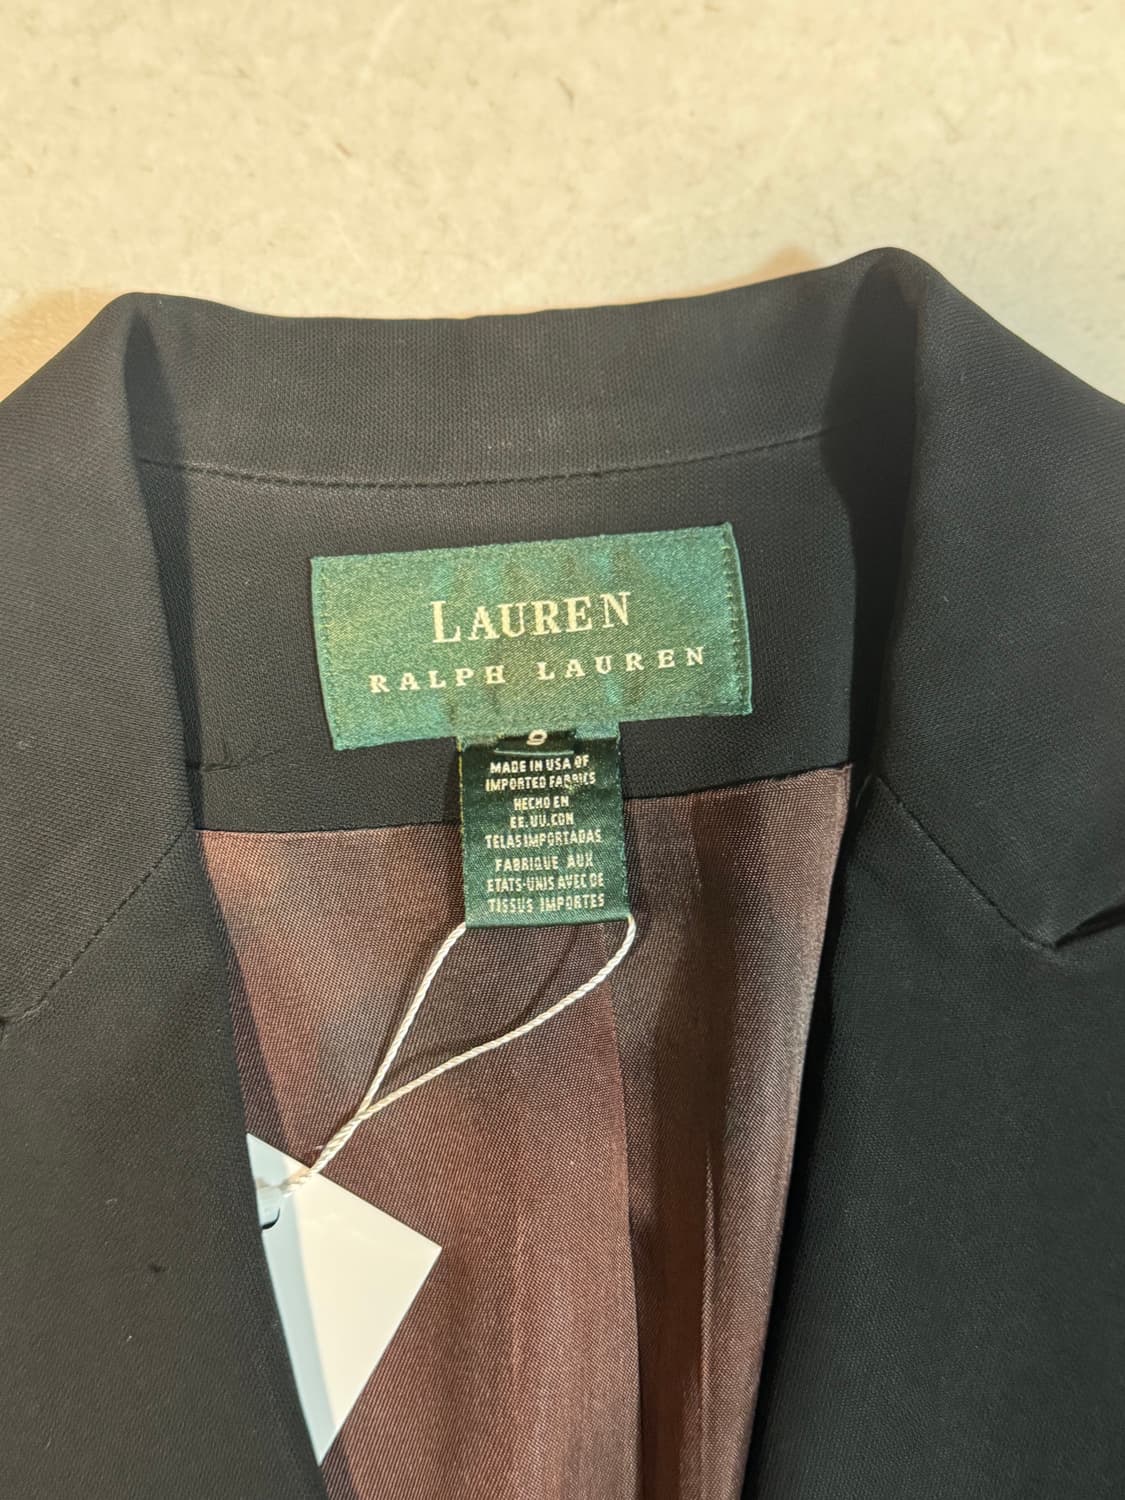 LAUREN
RALPH LAUREN
MADE IN USA OF
IMPORTED FABRICS
HECHO EN
EE.UU.CON
TELAS IMPORTADAS
FABRIQUE AUX
ETATS-UNIS AVEC DE
TISSUS IMPORTES